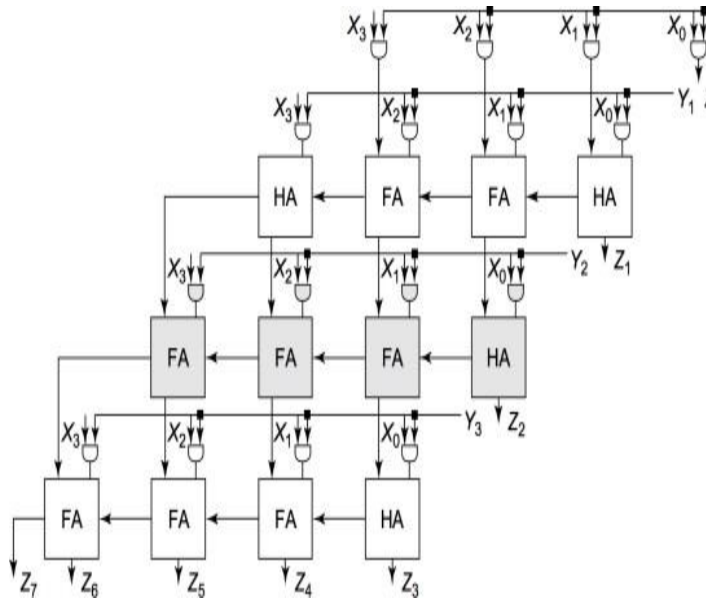 X3 X2 X1 X0
X3 X2 X1 X0 Y1
HA FA FA HA
Z1
X3 X2 X1 X0 Y2
FA FA FA HA
Z2
X3 X2 X1 X0 Y3
FA FA FA HA
Z7 Z6 Z5 Z4 Z3